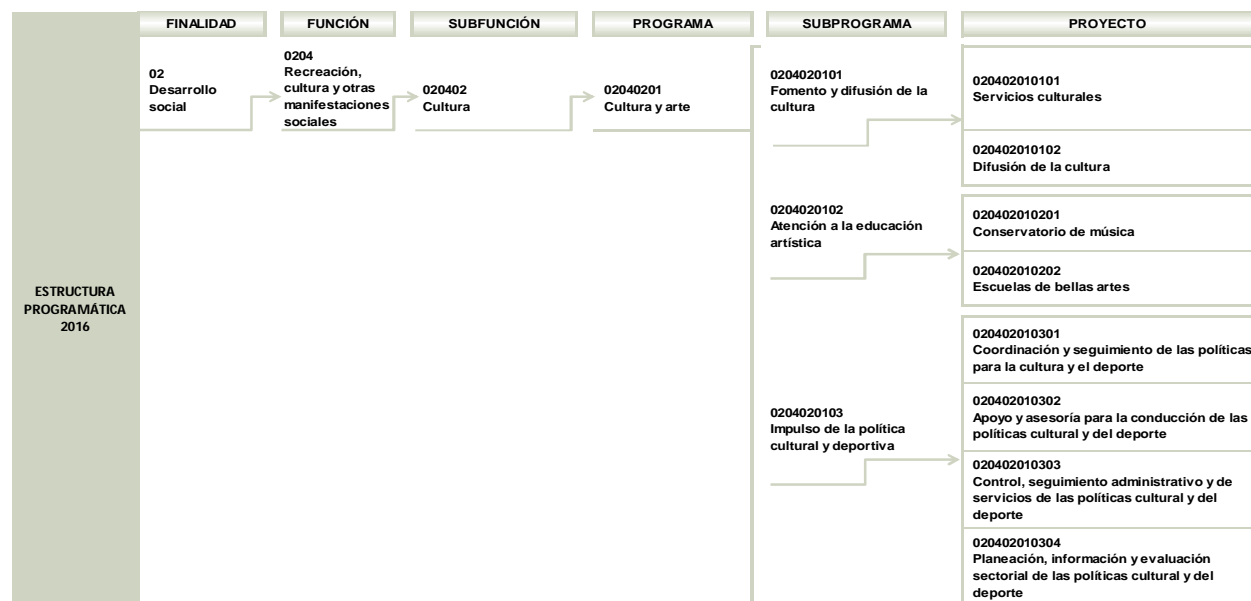 FINALIDAD
FUNCIÓN
SUBFUNCIÓN
PROGRAMA
SUBPROGRAMA
PROYECTO
ESTRUCTURA
PROGRAMÁTICA
2016
02
Desarrollo
social
0204
Recreación,
cultura y otras
manifestaciones
sociales
020402
Cultura
02040201
Cultura y arte
0204020101
Fomento y difusión de la
cultura
020402010101
Servicios culturales
020402010102
Difusión de la cultura
0204020102
Atención a la educación
artística
020402010201
Conservatorio de música
020402010202
Escuelas de bellas artes
0204020103
Impulso de la política
cultural y deportiva
020402010301
Coordinación y seguimiento de las políticas
para la cultura y el deporte
020402010302
Apoyo y asesoría para la conducción de las
políticas cultural y del deporte
020402010303
Control, seguimiento administrativo y de
servicios de las políticas cultural y del
deporte
020402010304
Planeación, información y evaluación
sectorial de las políticas cultural y del
deporte